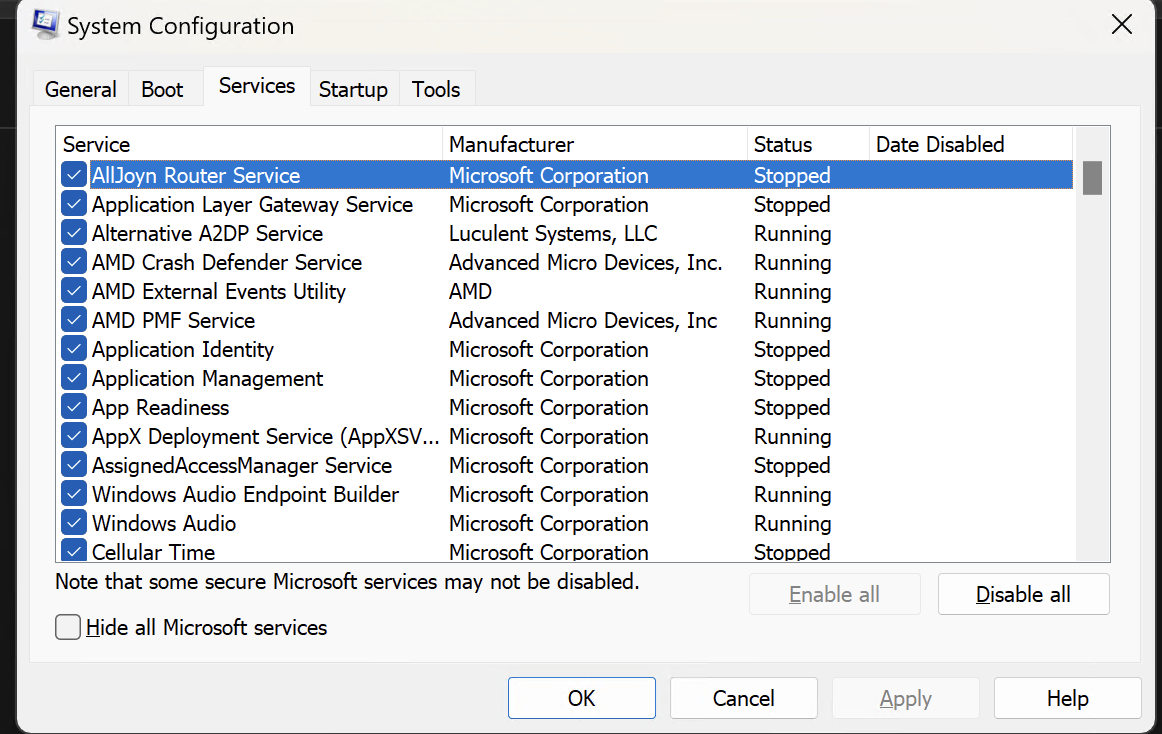 System Configuration
General Boot Services Startup Tools
Service Manufacturer Status Date Disabled
AllJoyn Router Service Microsoft Corporation Stopped
Application Layer Gateway Service Microsoft Corporation Stopped
Alternative A2DP Service Luculent Systems, LLC Running
AMD Crash Defender Service Advanced Micro Devices, Inc. Running
AMD External Events Utility AMD Running
AMD PMF Service Advanced Micro Devices, Inc Running
Application Identity Microsoft Corporation Stopped
Application Management Microsoft Corporation Stopped
App Readiness Microsoft Corporation Stopped
AppX Deployment Service (AppXSV... Microsoft Corporation Running
AssignedAccessManager Service Microsoft Corporation Stopped
Windows Audio Endpoint Builder Microsoft Corporation Running
Windows Audio Microsoft Corporation Running
Cellular Time Microsoft Corporation Stopped
Note that some secure Microsoft services may not be disabled.
Enable all Disable all
Hide all Microsoft services
OK Cancel Apply Help